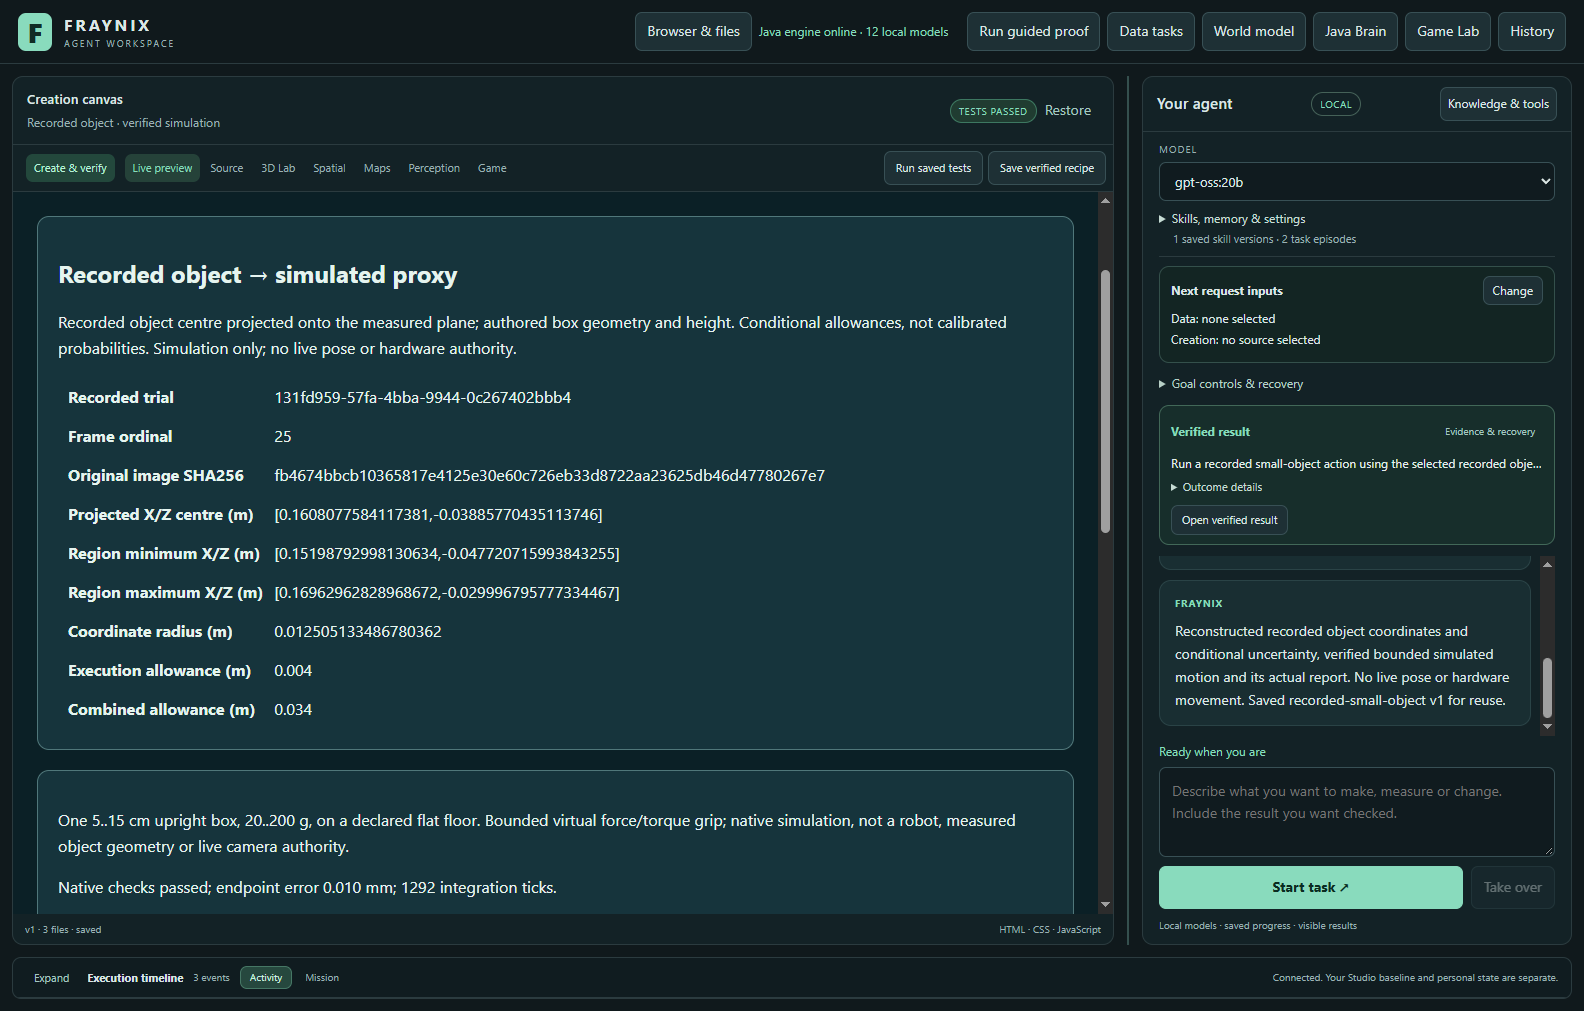 F
FRAYNIX
AGENT WORKSPACE
Browser & files
Java engine online · 12 local models
Run guided proof
Data tasks
World model
Java Brain
Game Lab
History
Creation canvas
Recorded object · verified simulation
TESTS PASSED
Restore
Create & verify
Live preview
Source
3D Lab
Spatial
Maps
Perception
Game
Run saved tests
Save verified recipe
Recorded object → simulated proxy
Recorded object centre projected onto the measured plane; authored box geometry and height. Conditional allowances, not calibrated
probabilities. Simulation only; no live pose or hardware authority.
Recorded trial 131fd959-57fa-4bba-9944-0c267402bbb4
Frame ordinal 25
Original image SHA256 fb4674bbcb10365817e4125e30e60c726eb33d8722aa23625db46d47780267e7
Projected X/Z centre (m) [0.1608077584117381,-0.03885770435113746]
Region minimum X/Z (m) [0.15198792998130634,-0.047720715993843255]
Region maximum X/Z (m) [0.16962962828968672,-0.029996795777334467]
Coordinate radius (m) 0.012505133486780362
Execution allowance (m) 0.004
Combined allowance (m) 0.034
One 5..15 cm upright box, 20..200 g, on a declared flat floor. Bounded virtual force/torque grip; native simulation, not a robot, measured
object geometry or live camera authority.
Native checks passed; endpoint error 0.010 mm; 1292 integration ticks.
v1 · 3 files · saved
HTML · CSS · JavaScript
Your agent
LOCAL
Knowledge & tools
MODEL
gpt-oss:20b
Skills, memory & settings
1 saved skill versions · 2 task episodes
Next request inputs
Change
Data: none selected
Creation: no source selected
Goal controls & recovery
Verified result
Evidence & recovery
Run a recorded small-object action using the selected recorded obje...
Outcome details
Open verified result
FRAYNIX
Reconstructed recorded object coordinates and
conditional uncertainty, verified bounded simulated
motion and its actual report. No live pose or hardware
movement. Saved recorded-small-object v1 for reuse.
Ready when you are
Describe what you want to make, measure or change.
Include the result you want checked.
Start task ↗
Take over
Local models · saved progress · visible results
Expand
Execution timeline
3 events
Activity
Mission
Connected. Your Studio baseline and personal state are separate.